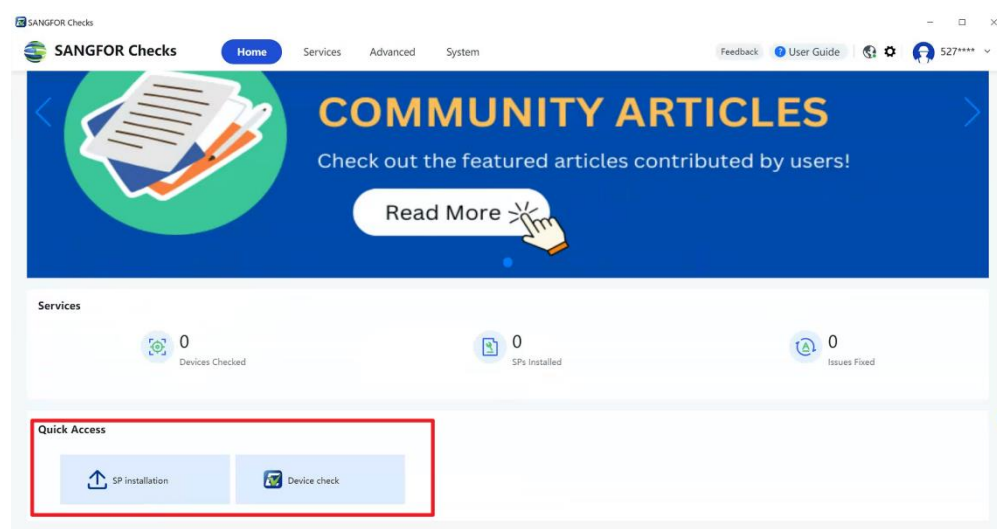 SANGFOR Checks
SANGFOR Checks Home Services Advanced System Feedback ? User Guide 527****
COMMUNITY ARTICLES
Check out the featured articles contributed by users!
Read More
Services
0 0 0
Devices Checked SPs Installed Issues Fixed
Quick Access
SP installation Device check